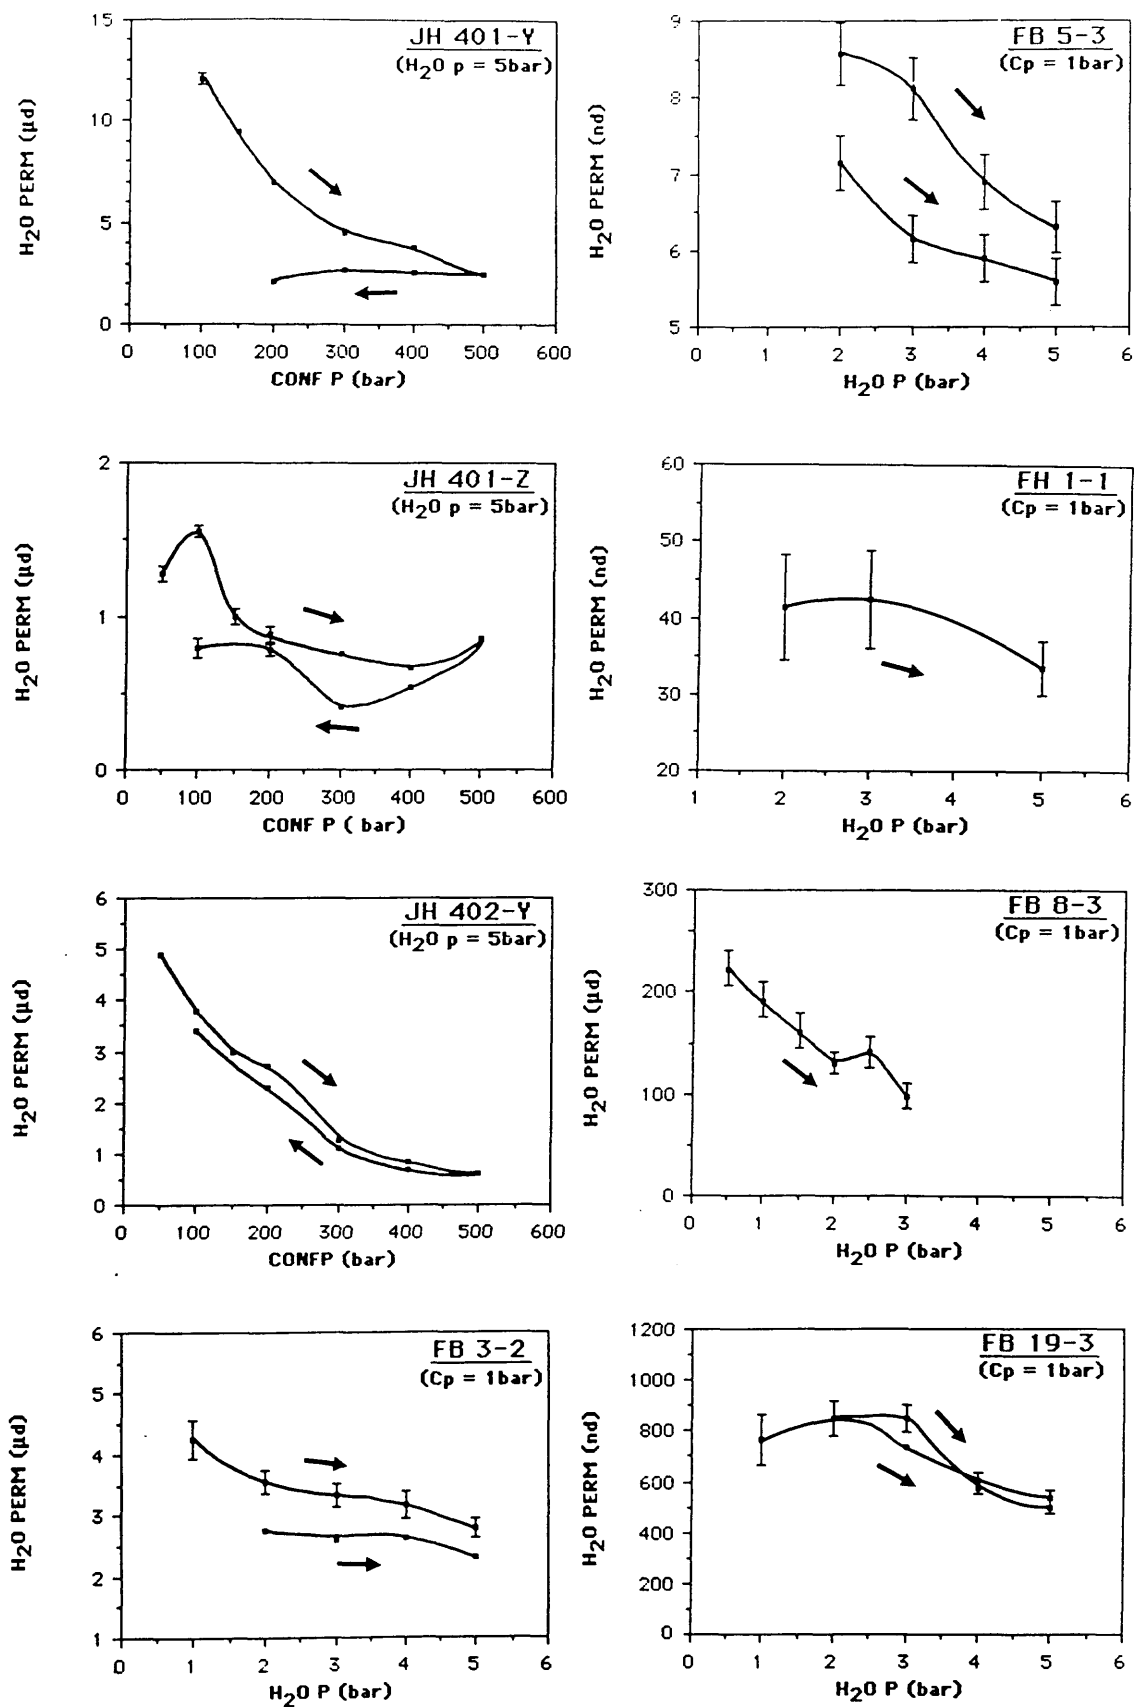 JH 401-Y
(H₂O p = 5bar)
H₂O PERM (μd)
15
10
5
0
0 100 200 300 400 500 600
CONF P (bar)
FB 5-3
(Cp = 1bar)
H₂O PERM (nd)
9
8
7
6
5
0 1 2 3 4 5 6
H₂O P (bar)
JH 401-Z
(H₂O p = 5bar)
H₂O PERM (μd)
2
1
0
0 100 200 300 400 500 600
CONF P ( bar)
FH 1-1
(Cp = 1bar)
H₂O PERM (nd)
60
50
40
30
20
1 2 3 4 5 6
H₂O P (bar)
JH 402-Y
(H₂O p = 5bar)
H₂O PERM (μd)
6
5
4
3
2
1
0
0 100 200 300 400 500 600
CONFP (bar)
FB 8-3
(Cp = 1bar)
H₂O PERM (μd)
300
200
100
0
0 1 2 3 4 5 6
H₂O P (bar)
FB 3-2
(Cp = 1bar)
H₂O PERM (μd)
6
5
4
3
2
1
0 1 2 3 4 5 6
H₂O P (bar)
FB 19-3
(Cp = 1bar)
H₂O PERM (nd)
1200
1000
800
600
400
200
0
0 1 2 3 4 5 6
H₂O P (bar)